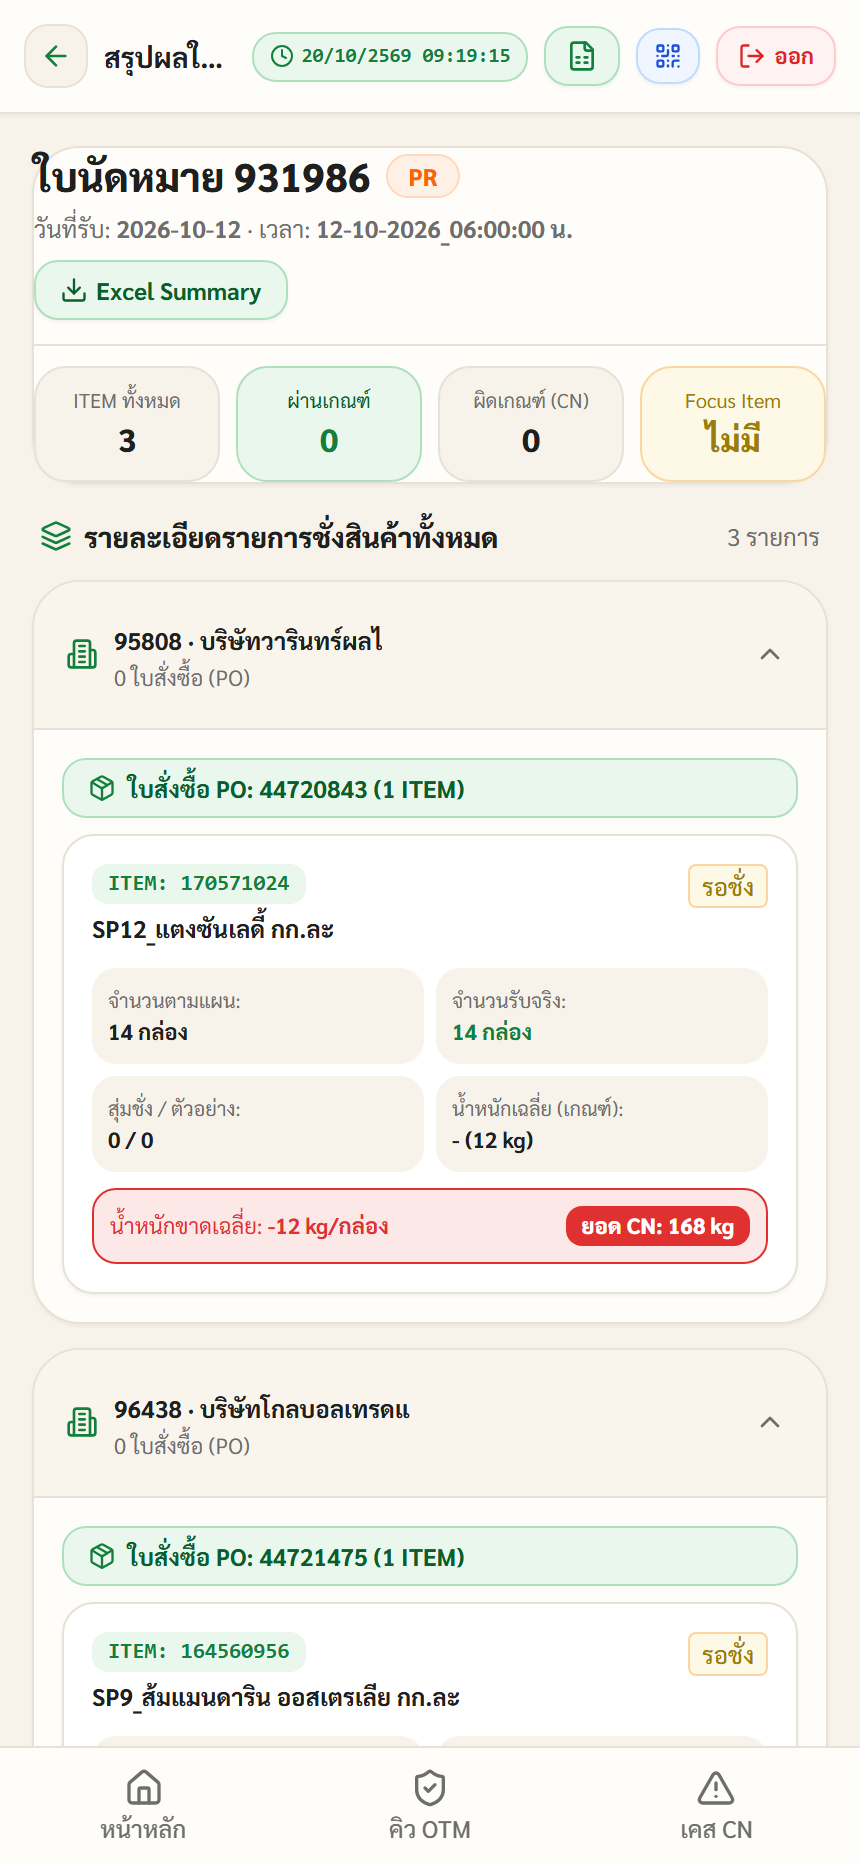 สรุปผลใ...
20/10/2569 09:19:15
ออก
ใบนัดหมาย 931986
PR
วันที่รับ: 2026-10-12 · เวลา: 12-10-2026_06:00:00 น.
Excel Summary
ITEM ทั้งหมด
3
ผ่านเกณฑ์
0
ผิดเกณฑ์ (CN)
0
Focus Item
ไม่มี
รายละเอียดรายการชั่งสินค้าทั้งหมด
3 รายการ
95808 · บริษัทวารินทร์ผลไ
0 ใบสั่งซื้อ (PO)
ใบสั่งซื้อ PO: 44720843 (1 ITEM)
ITEM: 170571024
รอชั่ง
SP12_แตงซันเลดี้ กก.ละ
จำนวนตามแผน:
14 กล่อง
จำนวนรับจริง:
14 กล่อง
สุ่มชั่ง / ตัวอย่าง:
0 / 0
น้ำหนักเฉลี่ย (เกณฑ์):
- (12 kg)
น้ำหนักขาดเฉลี่ย: -12 kg/กล่อง
ยอด CN: 168 kg
96438 · บริษัทโกลบอลเทรดแ
0 ใบสั่งซื้อ (PO)
ใบสั่งซื้อ PO: 44721475 (1 ITEM)
ITEM: 164560956
รอชั่ง
SP9_ส้มแมนดาริน ออสเตรเลีย กก.ละ
หน้าหลัก
คิว OTM
เคส CN